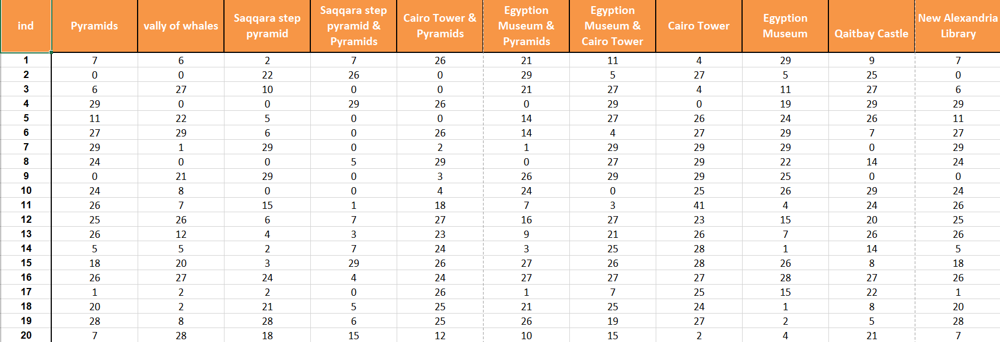 ind Pyramids vally of whales Saqqara step pyramid Saqqara step pyramid & Pyramids Cairo Tower & Pyramids Egyption Museum & Pyramids Egyption Museum & Cairo Tower Cairo Tower Egyption Museum Qaitbay Castle New Alexandria Library
1 7 6 2 7 26 21 11 4 29 9 7
2 0 0 22 26 0 29 5 27 5 25 0
3 6 27 10 0 0 21 27 4 11 27 6
4 29 0 0 29 26 0 29 0 19 29 29
5 11 22 5 0 0 14 27 26 24 26 11
6 27 29 6 0 26 14 4 27 29 7 27
7 29 1 29 0 2 1 29 29 29 0 29
8 24 0 0 5 29 0 27 29 22 14 24
9 0 21 29 0 3 26 29 29 25 0 0
10 24 8 0 0 4 24 0 25 26 29 24
11 26 7 15 1 18 7 3 41 4 24 26
12 25 26 6 7 27 16 27 23 15 20 25
13 26 12 4 3 23 9 21 26 7 26 26
14 5 5 2 7 24 3 25 28 1 14 5
15 18 20 3 29 26 27 26 28 26 8 18
16 26 27 24 4 24 27 27 27 28 27 26
17 1 2 2 0 26 1 7 25 15 22 1
18 20 2 21 5 25 21 25 24 1 8 20
19 28 8 28 6 25 26 19 27 2 5 28
20 7 28 18 15 12 10 15 2 4 21 7